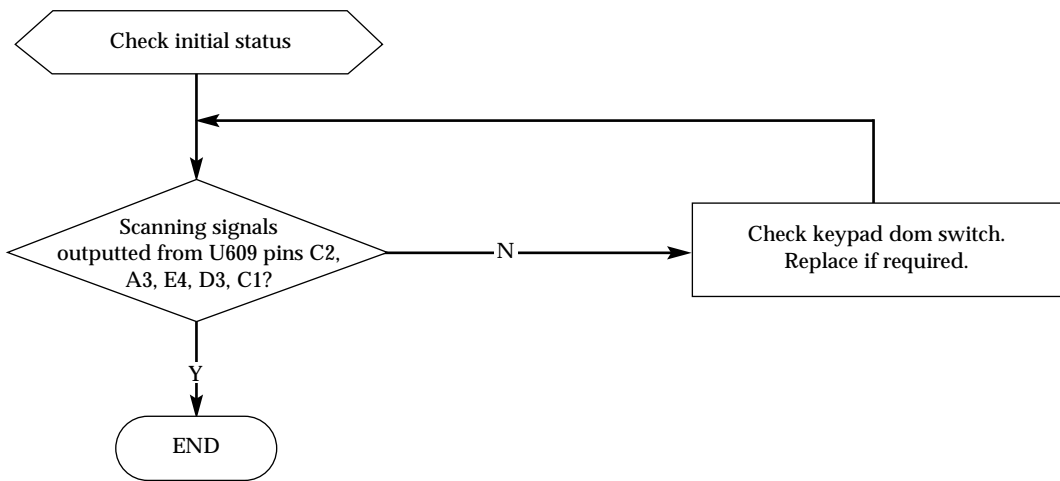 Check initial status
Scanning signals
outputted from U609 pins C2,
A3, E4, D3, C1?
N
Check keypad dom switch.
Replace if required.
Y
END